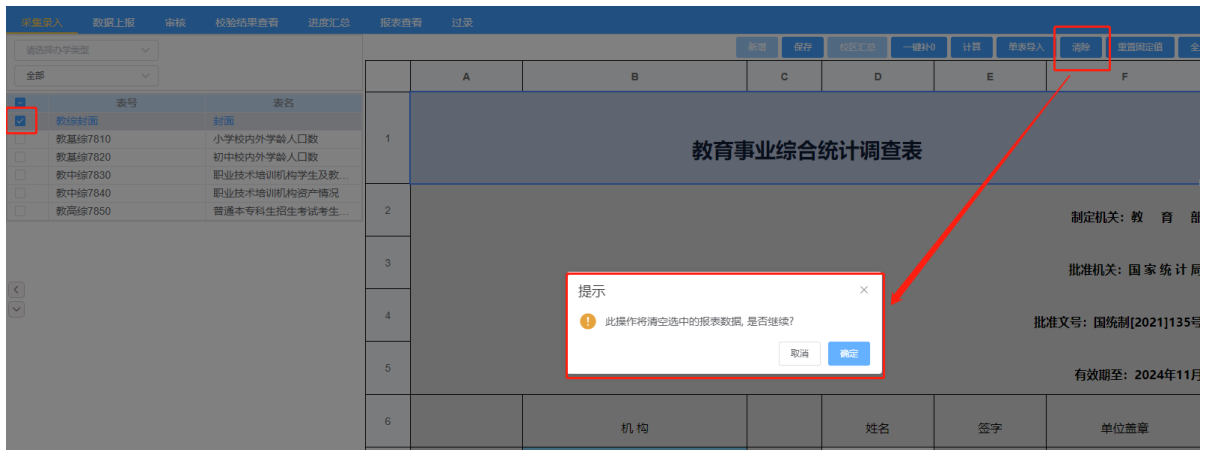 采集录入 数据上报 审核 校验结果查看 进度汇总 报表查看 过录
请选择办学类型
新增 保存 校区汇总 一键补0 计算 单表导入 清除 重置固定值 全
全部
A B C D E F
表号 表名
教综封面 封面
教基综7810 小学校内外学龄人口数
教基综7820 初中校内外学龄人口数
教中综7830 职业技术培训机构学生及教...
教中综7840 职业技术培训机构资产情况
教高综7850 普通本专科生招生考试考生...
1 教育事业综合统计调查表
2 制定机关：教 育 部
3 批准机关：国 家 统 计 局
提示
4 批准文号：国统制[2021]135号
此操作将清空选中的报表数据, 是否继续?
取消 确定
5 有效期至：2024年11月
6 机 构 姓名 签字 单位盖章